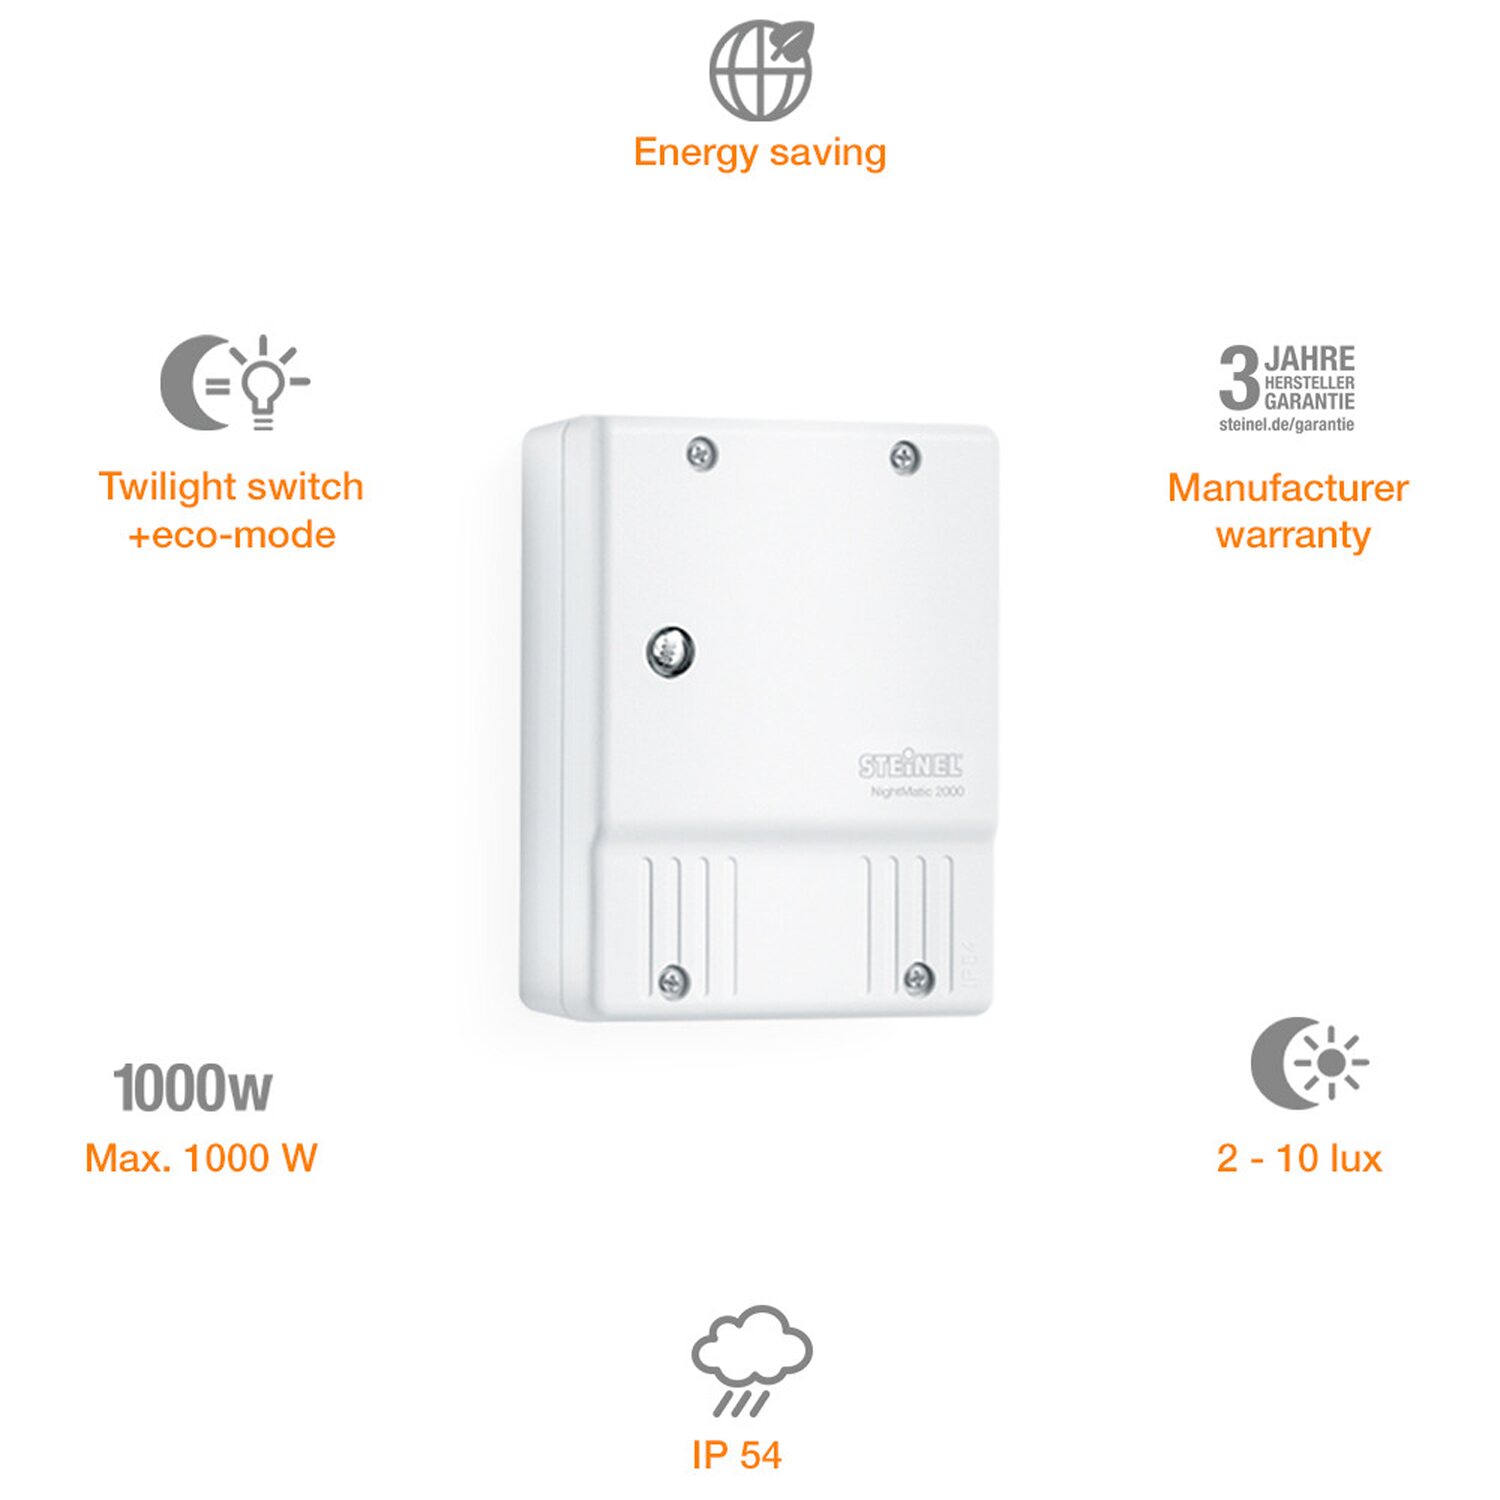 Energy saving
Twilight switch
+eco-mode
3 JAHRE
HERSTELLER
GARANTIE
steinel.de/garantie
Manufacturer
warranty
STEINEL
NightMatic 2000
IP54
1000w
Max. 1000 W
2 - 10 lux
IP 54